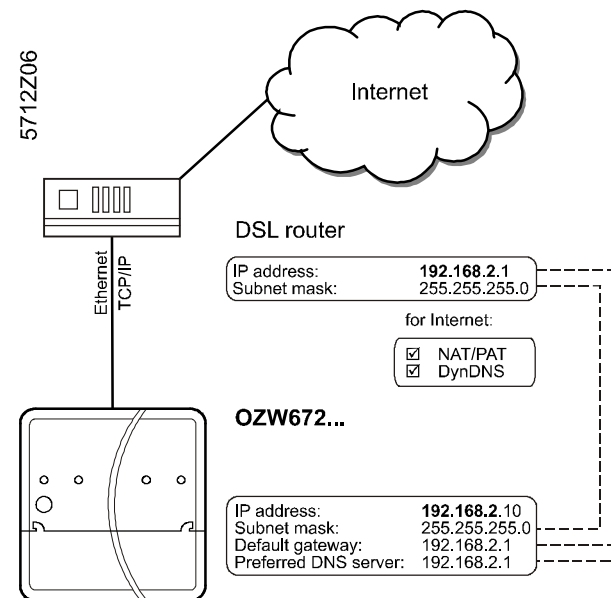 5712Z06
Internet
Ethernet
TCP/IP
DSL router
IP address: 192.168.2.1
Subnet mask: 255.255.255.0
for Internet:
NAT/PAT
DynDNS
OZW672...
IP address: 192.168.2.10
Subnet mask: 255.255.255.0
Default gateway: 192.168.2.1
Preferred DNS server: 192.168.2.1